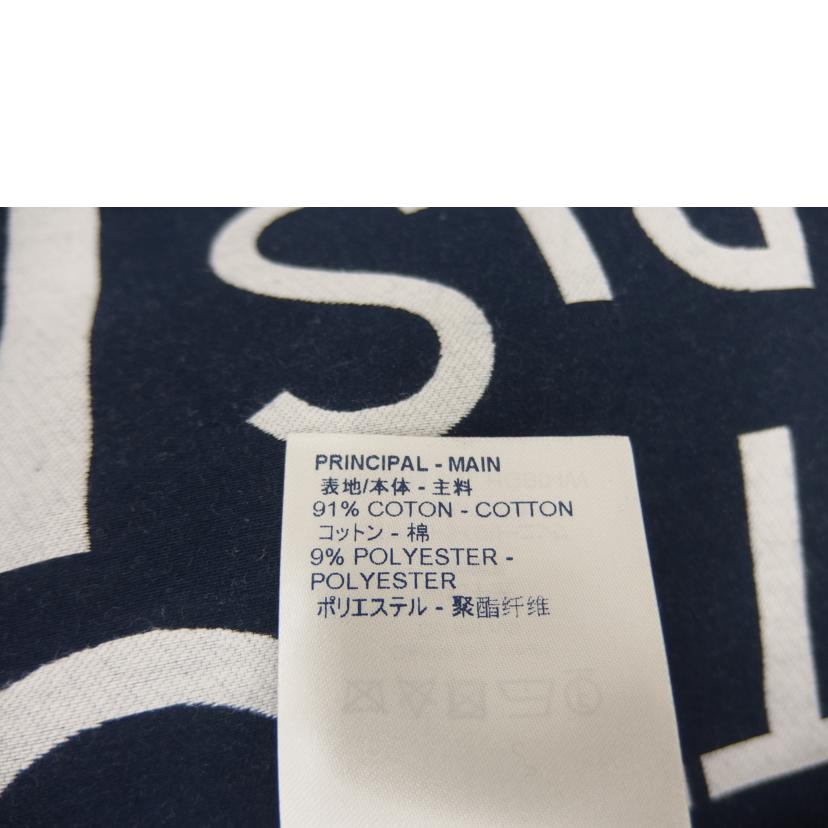 PRINCIPAL - MAIN
表地/本体 - 主料
91% COTON - COTTON
コットン - 棉
9% POLYESTER -
POLYESTER
ポリエステル - 聚酯纤维